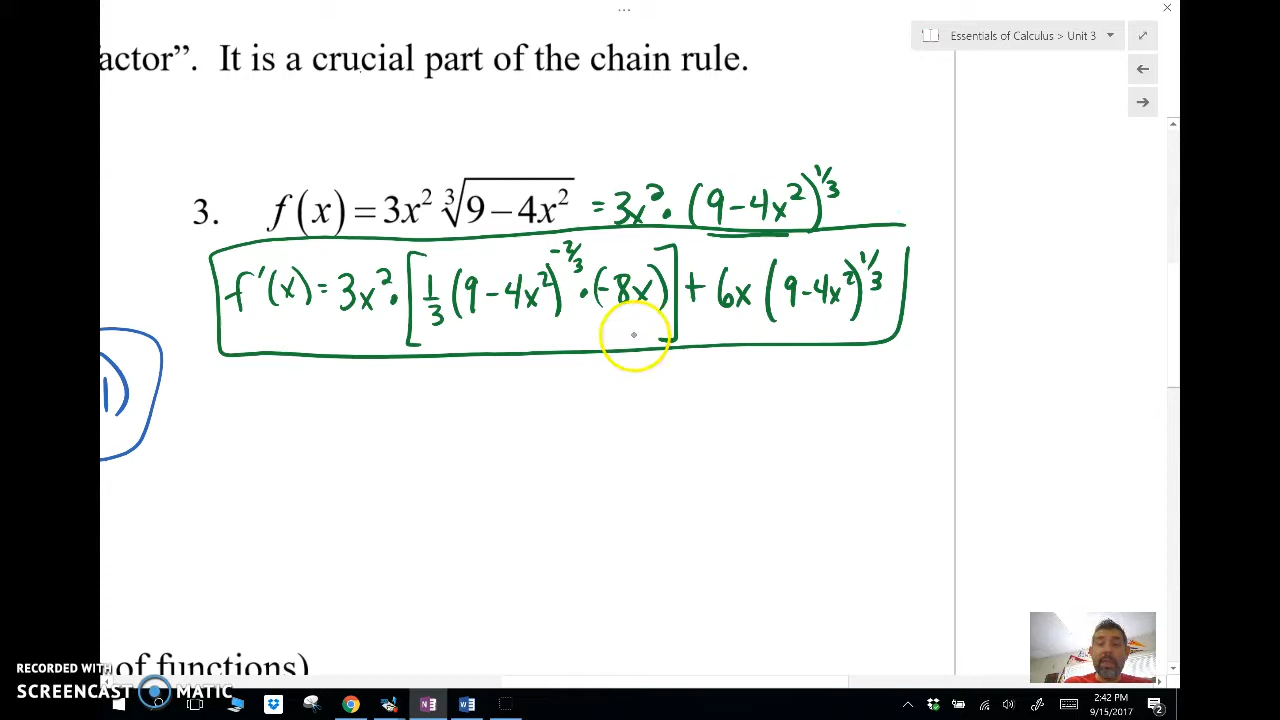 Essentials of Calculus > Unit 3
actor”. It is a crucial part of the chain rule.
3. f(x) = 3x² ∛(9 − 4x²) = 3x² · (9 − 4x²)^1/3
f'(x) = 3x² · [1/3 (9 − 4x²)^−2/3 · (−8x)] + 6x (9 − 4x²)^1/3
1)
of functions)
RECORDED WITH
SCREENCAST MATIC
2:42 PM
9/15/2017
2